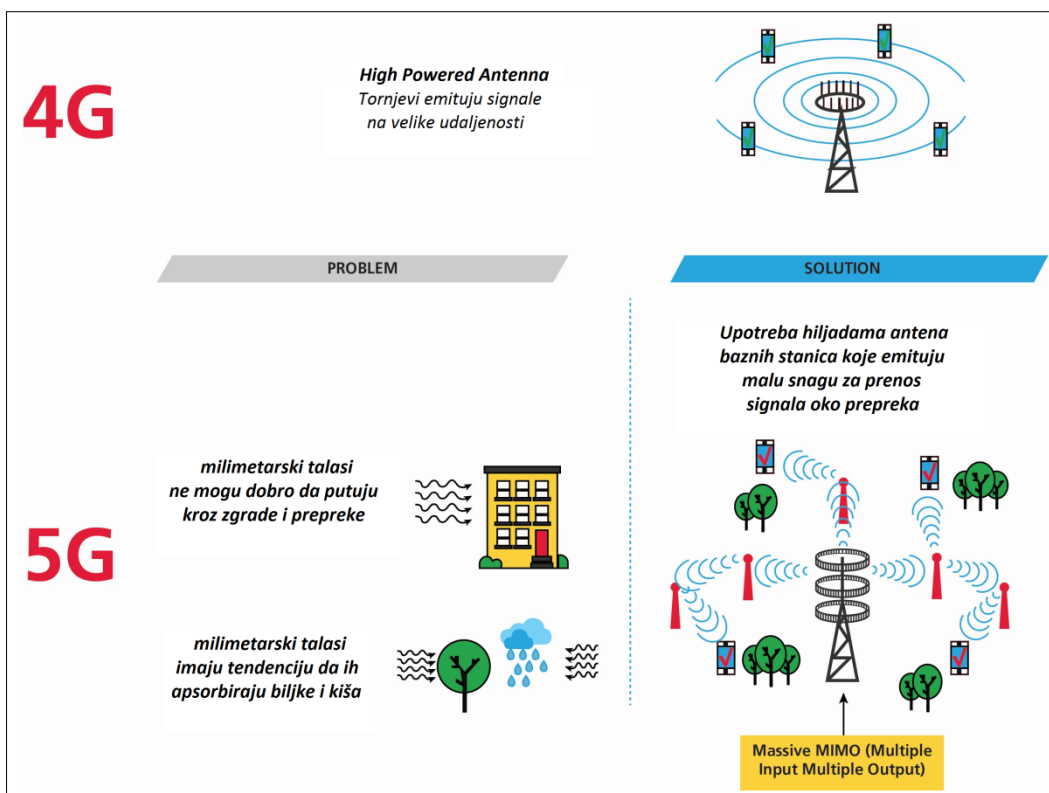 4G
High Powered Antenna
Tornjevi emituju signale
na velike udaljenosti
PROBLEM
SOLUTION
Upotreba hiljadama antena
baznih stanica koje emituju
malu snagu za prenos
signala oko prepreka
5G
milimetarski talasi
ne mogu dobro da putuju
kroz zgrade i prepreke
milimetarski talasi
imaju tendenciju da ih
apsorbiraju biljke i kiša
Massive MIMO (Multiple
Input Multiple Output)